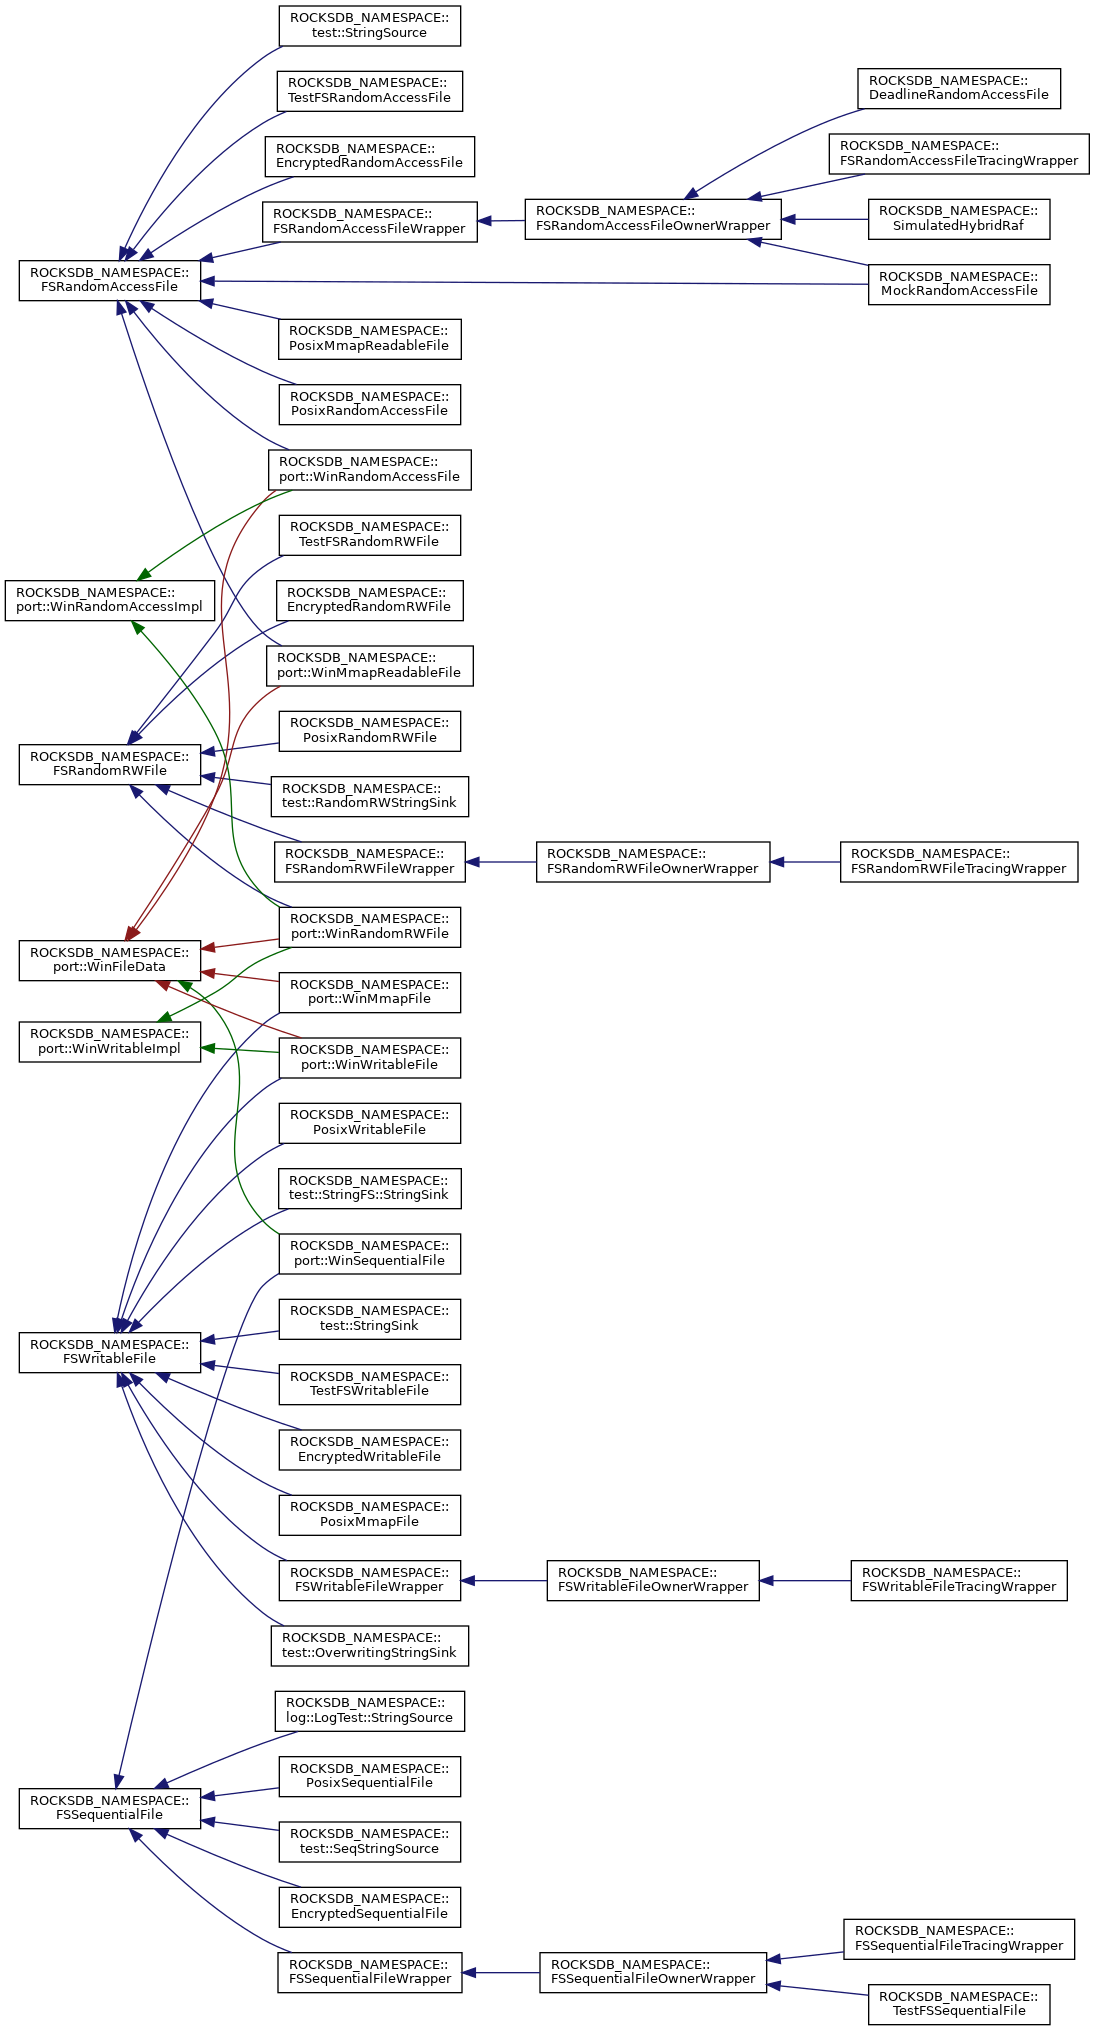 ROCKSDB_NAMESPACE::
test::StringSource
ROCKSDB_NAMESPACE::
TestFSRandomAccessFile
ROCKSDB_NAMESPACE::
DeadlineRandomAccessFile
ROCKSDB_NAMESPACE::
EncryptedRandomAccessFile
ROCKSDB_NAMESPACE::
FSRandomAccessFileTracingWrapper
ROCKSDB_NAMESPACE::
FSRandomAccessFileWrapper
ROCKSDB_NAMESPACE::
FSRandomAccessFileOwnerWrapper
ROCKSDB_NAMESPACE::
SimulatedHybridRaf
ROCKSDB_NAMESPACE::
FSRandomAccessFile
ROCKSDB_NAMESPACE::
MockRandomAccessFile
ROCKSDB_NAMESPACE::
PosixMmapReadableFile
ROCKSDB_NAMESPACE::
PosixRandomAccessFile
ROCKSDB_NAMESPACE::
port::WinRandomAccessFile
ROCKSDB_NAMESPACE::
TestFSRandomRWFile
ROCKSDB_NAMESPACE::
port::WinRandomAccessImpl
ROCKSDB_NAMESPACE::
EncryptedRandomRWFile
ROCKSDB_NAMESPACE::
port::WinMmapReadableFile
ROCKSDB_NAMESPACE::
PosixRandomRWFile
ROCKSDB_NAMESPACE::
FSRandomRWFile
ROCKSDB_NAMESPACE::
test::RandomRWStringSink
ROCKSDB_NAMESPACE::
FSRandomRWFileWrapper
ROCKSDB_NAMESPACE::
FSRandomRWFileOwnerWrapper
ROCKSDB_NAMESPACE::
FSRandomRWFileTracingWrapper
ROCKSDB_NAMESPACE::
port::WinRandomRWFile
ROCKSDB_NAMESPACE::
port::WinFileData
ROCKSDB_NAMESPACE::
port::WinMmapFile
ROCKSDB_NAMESPACE::
port::WinWritableImpl
ROCKSDB_NAMESPACE::
port::WinWritableFile
ROCKSDB_NAMESPACE::
PosixWritableFile
ROCKSDB_NAMESPACE::
test::StringFS::StringSink
ROCKSDB_NAMESPACE::
port::WinSequentialFile
ROCKSDB_NAMESPACE::
test::StringSink
ROCKSDB_NAMESPACE::
FSWritableFile
ROCKSDB_NAMESPACE::
TestFSWritableFile
ROCKSDB_NAMESPACE::
EncryptedWritableFile
ROCKSDB_NAMESPACE::
PosixMmapFile
ROCKSDB_NAMESPACE::
FSWritableFileWrapper
ROCKSDB_NAMESPACE::
FSWritableFileOwnerWrapper
ROCKSDB_NAMESPACE::
FSWritableFileTracingWrapper
ROCKSDB_NAMESPACE::
test::OverwritingStringSink
ROCKSDB_NAMESPACE::
log::LogTest::StringSource
ROCKSDB_NAMESPACE::
PosixSequentialFile
ROCKSDB_NAMESPACE::
FSSequentialFile
ROCKSDB_NAMESPACE::
test::SeqStringSource
ROCKSDB_NAMESPACE::
EncryptedSequentialFile
ROCKSDB_NAMESPACE::
FSSequentialFileTracingWrapper
ROCKSDB_NAMESPACE::
FSSequentialFileWrapper
ROCKSDB_NAMESPACE::
FSSequentialFileOwnerWrapper
ROCKSDB_NAMESPACE::
TestFSSequentialFile